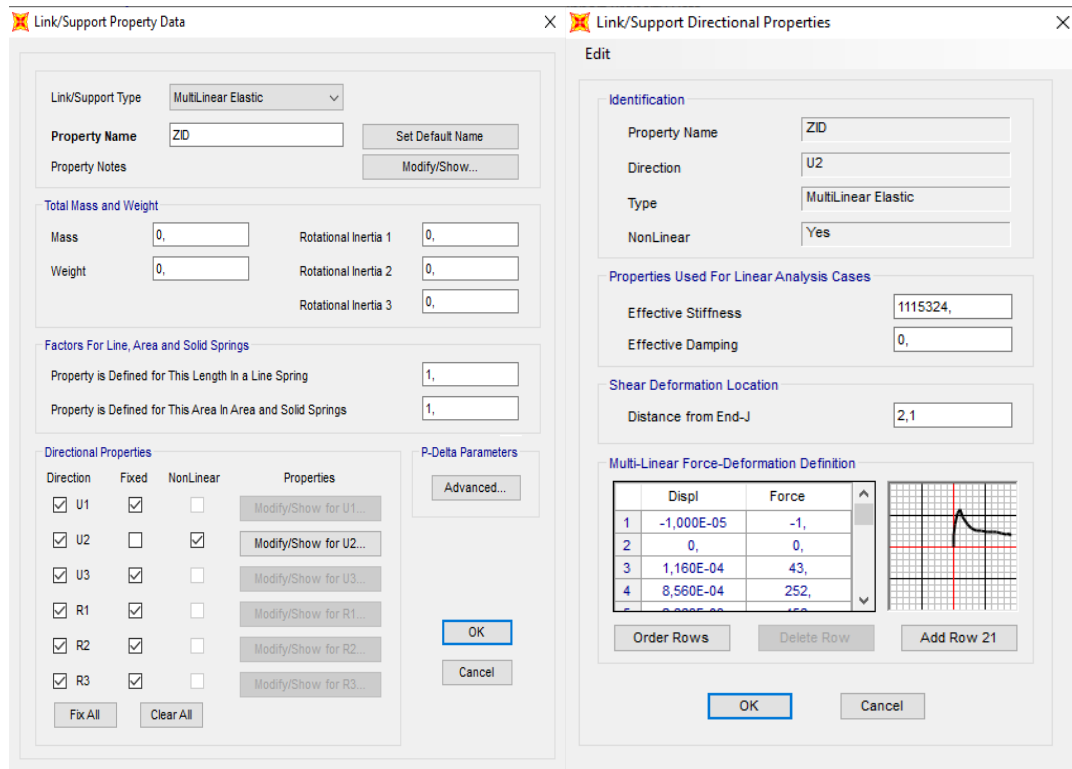 Link/Support Property Data
Link/Support Type MultiLinear Elastic
Property Name ZID Set Default Name
Property Notes Modify/Show...
Total Mass and Weight
Mass 0, Rotational Inertia 1 0,
Weight 0, Rotational Inertia 2 0,
Rotational Inertia 3 0,
Factors For Line, Area and Solid Springs
Property is Defined for This Length In a Line Spring 1,
Property is Defined for This Area In Area and Solid Springs 1,
Directional Properties
Direction Fixed NonLinear Properties
U1 Modify/Show for U1...
U2 Modify/Show for U2...
U3 Modify/Show for U3...
R1 Modify/Show for R1...
R2 Modify/Show for R2...
R3 Modify/Show for R3...
Fix All Clear All
P-Delta Parameters
Advanced...
OK
Cancel
Link/Support Directional Properties
Edit
Identification
Property Name ZID
Direction U2
Type MultiLinear Elastic
NonLinear Yes
Properties Used For Linear Analysis Cases
Effective Stiffness 1115324,
Effective Damping 0,
Shear Deformation Location
Distance from End-J 2,1
Multi-Linear Force-Deformation Definition
Displ Force
1 -1,000E-05 -1,
2 0, 0,
3 1,160E-04 43,
4 8,560E-04 252,
Order Rows Delete Row Add Row 21
OK Cancel